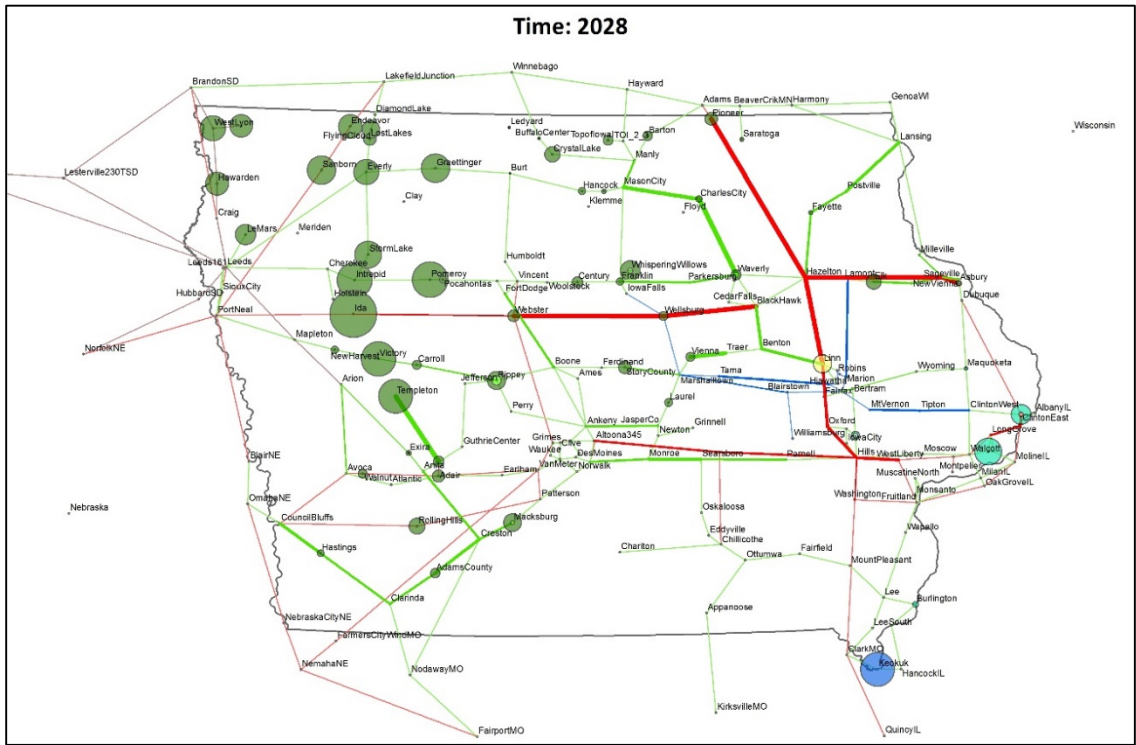 Time: 2028
Winnebago
LakefieldJunction
BrandonSD
Hayward
Adams
BeaverCrikMN
Harmony
GenoaWI
DiamondLake
Pioneer
WestLyon
Endeavor
Ledyard
Wisconsin
FlyingCloud
LostLakes
BuffaloCenter
Barton
Saratoga
Lansing
CrystalLake
Manly
Lesterville230TSD
Sanborn
Everly
Graettinger
Burt
Hawarden
Hancock
MasonCity
Postville
Klemme
CharlesCity
Clay
Floyd
Fayette
Craig
LeMars
Meriden
StormLake
Milleville
Leeds161
Leeds
Cherokee
Humboldt
WhisperingWillows
Intrepid
Pomeroy
Vincent
Century
Franklin
Waverly
Hazelton
Lamont
Sageville
Asbury
SiouxCity
Pocahontas
FortDodge
Woolstock
Parkersburg
NewVienna
HubbardSD
Holstein
IowaFalls
CedarFalls
BlackHawk
Dubuque
PortNeal
Ida
Webster
Wellsburg
Mapleton
NorfolkNE
NewHarvest
Victory
Carroll
Vienna
Traer
Benton
Linn
Boone
Ferdinand
Wyoming
Maquoketa
Arion
Jefferson
Rippey
Ames
StoryCounty
Marshalltown
Tama
Robins
Marion
Hiawatha
Templeton
Blairstown
Fairfax
Bertram
Laurel
MtVernon
Tipton
ClintonWest
AlbanyIL
ClintonEast
Perry
Ankeny
JasperCo
Grinnell
Oxford
LongGrove
GuthrieCenter
Grimes
Clive
Altoona345
Newton
Williamsburg
IowaCity
Exira
Waukee
DesMoines
Monroe
Searsboro
Parnell
Hills
WestLiberty
Moscow
Walcott
BlairNE
Avoca
Anita
Adair
Earlham
VanMeter
Norwalk
Montpelier
MilanIL
MolineIL
Walnut
Atlantic
MuscatineNorth
OakGroveIL
OmahaNE
Patterson
Washington
Fruitland
Monsanto
Nebraska
CouncilBluffs
RollingHills
Macksburg
Oskaloosa
Creston
Eddyville
Wapallo
Chillicothe
Hastings
Chariton
Fairfield
Ottumwa
MountPleasant
AdamsCounty
Clarinda
Lee
Burlington
Appanoose
NebraskaCityNE
LeeSouth
FarmersCityWindMO
ClarkMO
NemahaNE
NodawayMO
Keokuk
HancockIL
KirksvilleMO
FairportMO
QuincyIL